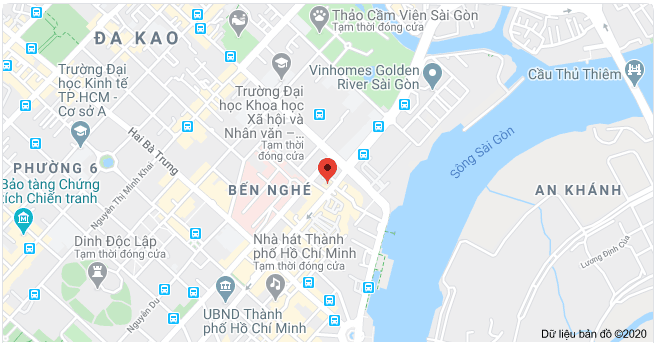 Thảo Cầm Viên Sài Gòn
Tạm thời đóng cửa
ĐA KAO
Trường Đại
học Kinh tế
TP.HCM -
Cơ sở A
Trường Đại
học Khoa học
Xã hội và
Nhân văn –...
Tạm thời
đóng cửa
Vinhomes Golden
River Sài Gòn
Cầu Thủ Thiêm
Hai Bà Trưng
Sông Sài Gòn
PHƯỜNG 6
Nguyễn Thị Minh Khai
Bảo tàng Chứng
tích Chiến tranh
BẾN NGHÉ
AN KHÁNH
Dinh Độc Lập
Tạm thời đóng cửa
Nhà hát Thành
phố Hồ Chí Minh
Tạm thời đóng cửa
Lương Định Của
Nguyễn Du
UBND Thành
phố Hồ Chí Minh
Dữ liệu bản đồ ©2020